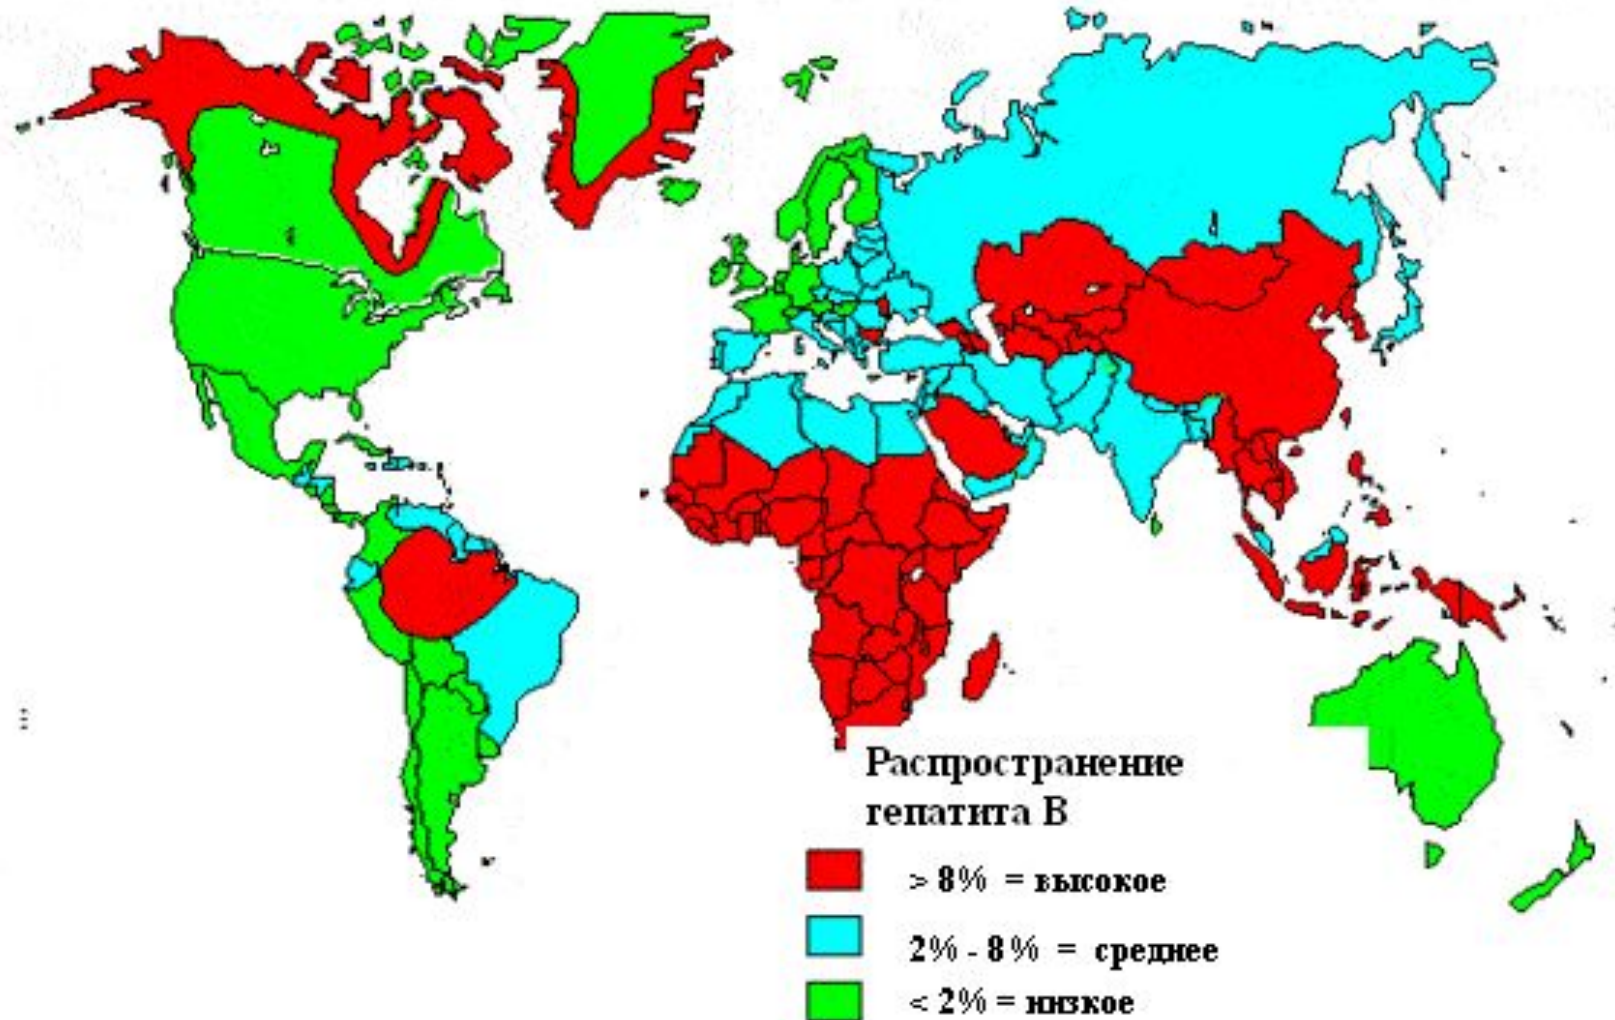 Распространение
гепатита В
> 8% = высокое
2% - 8% = среднее
< 2% = низкое